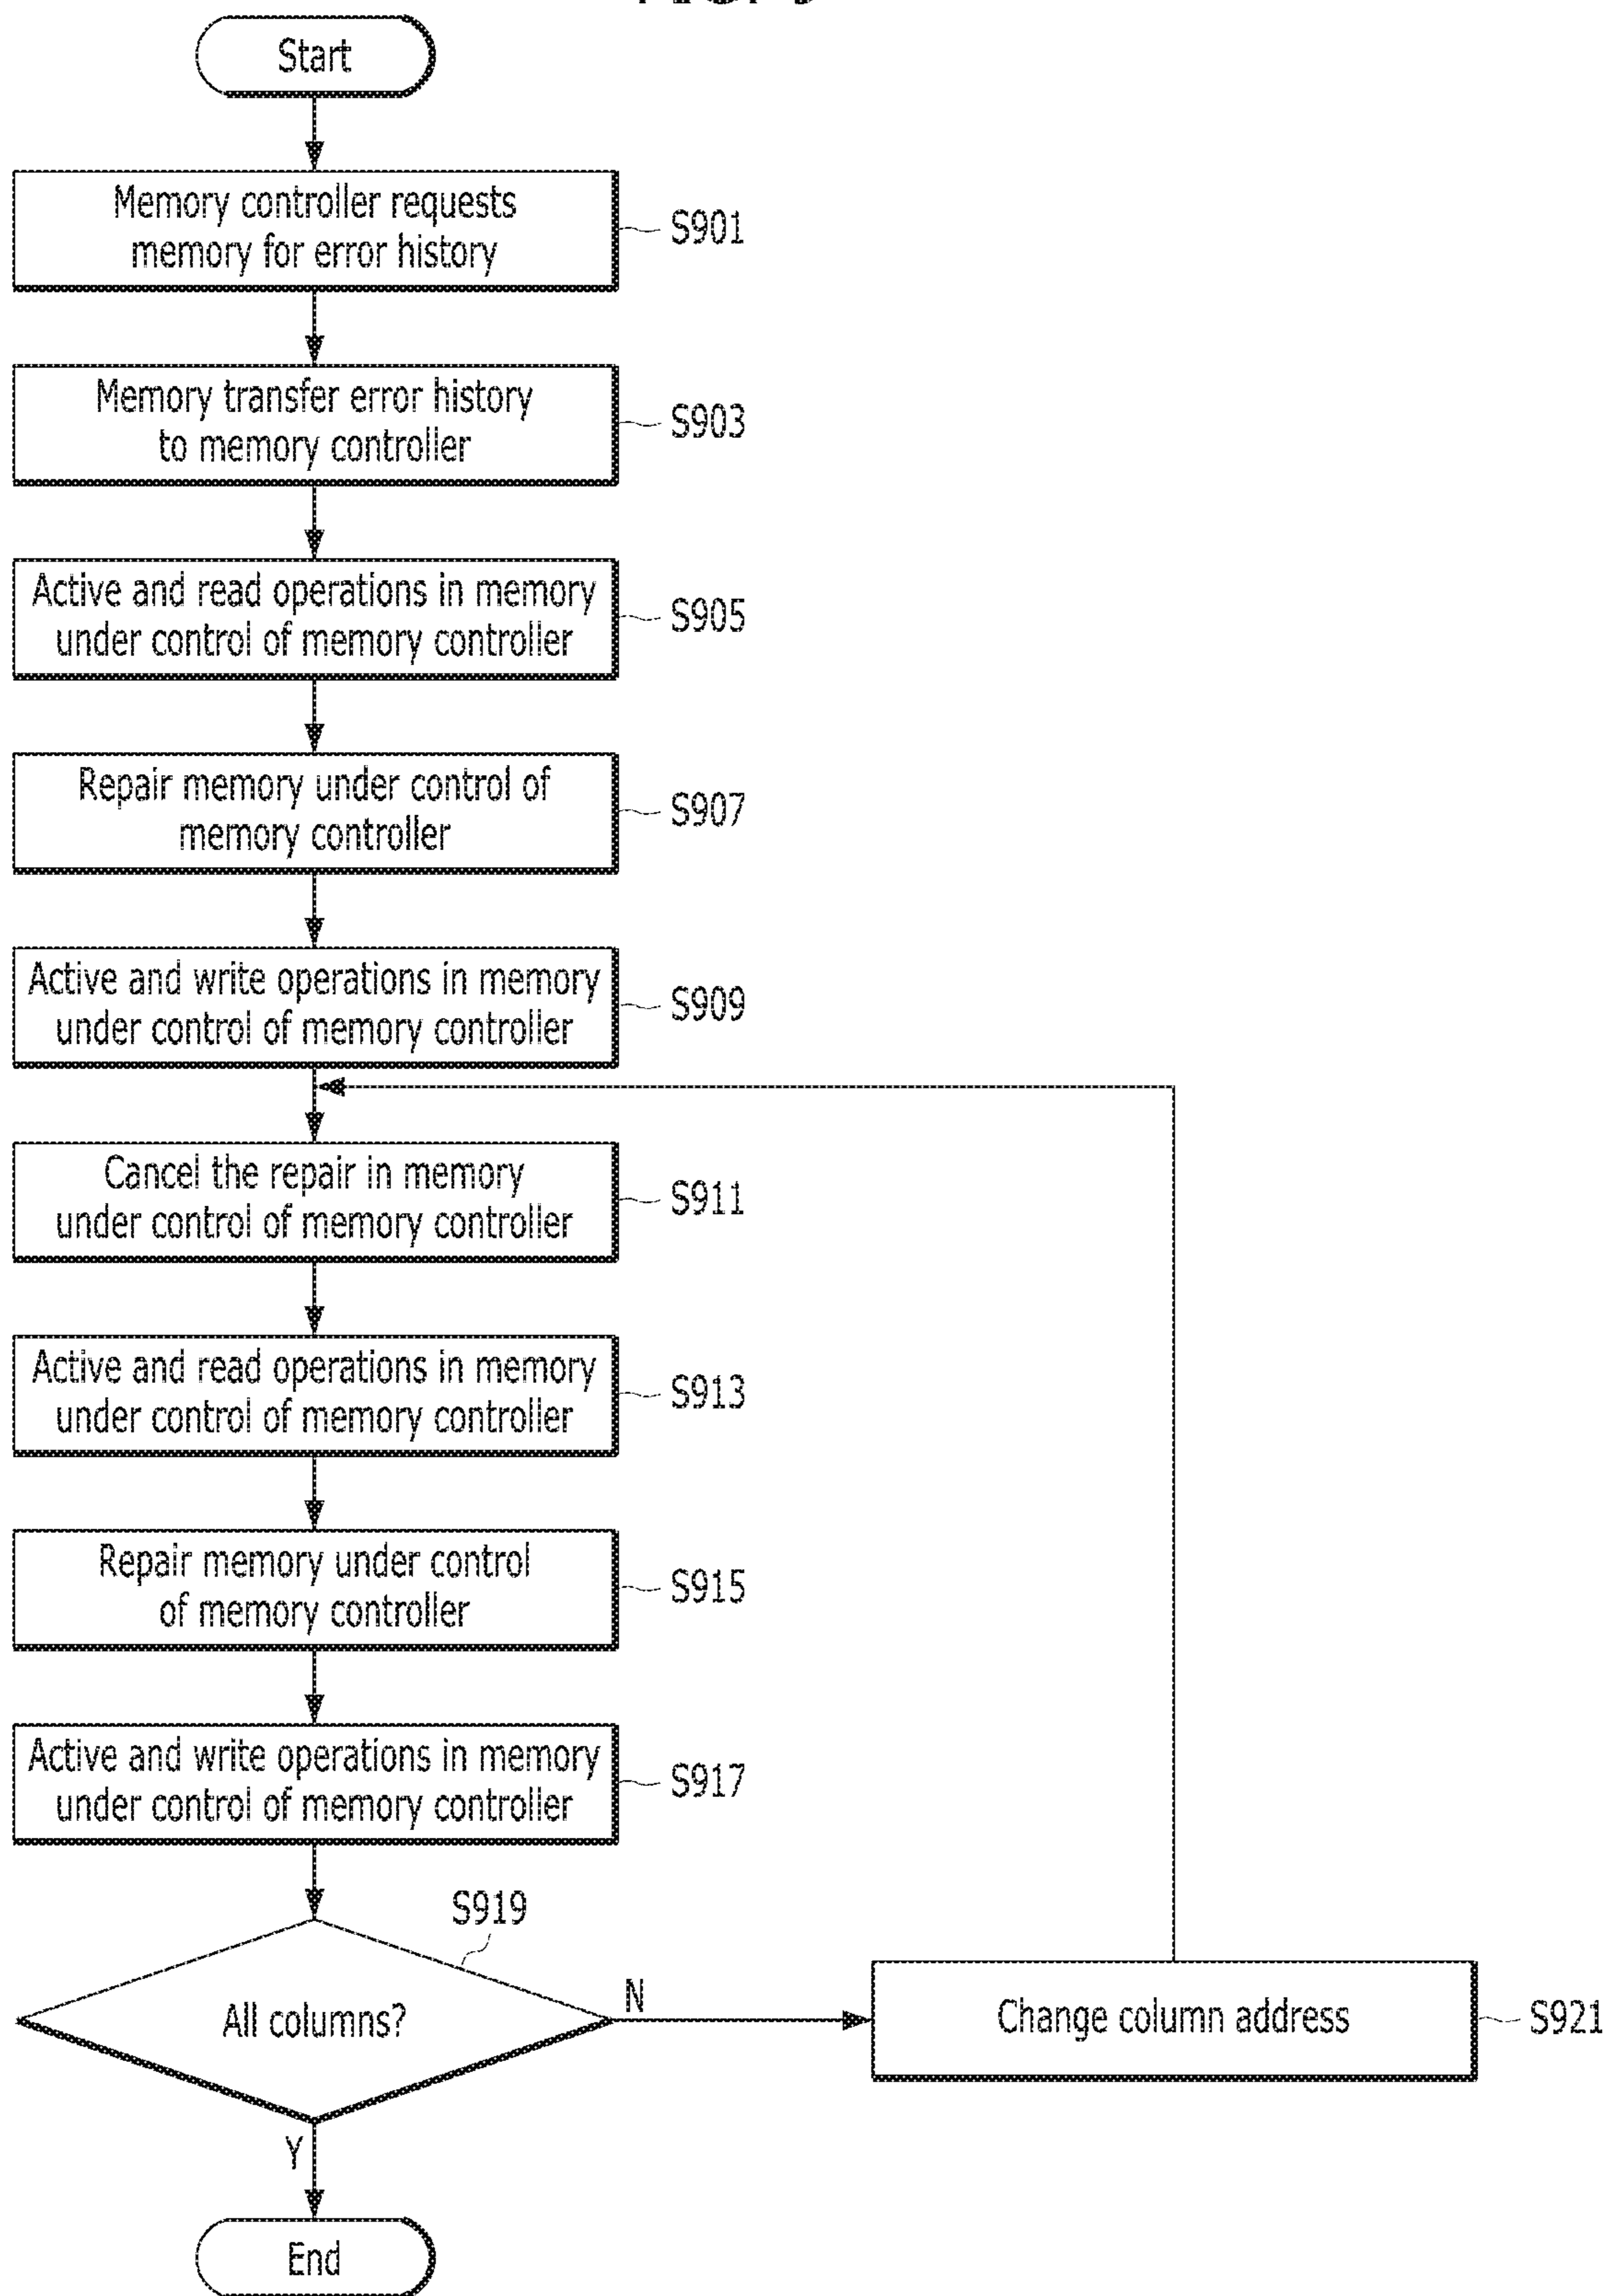 Start
Memory controller requests
memory for error history
S901
Memory transfer error history
to memory controller
S903
Active and read operations in memory
under control of memory controller
S905
Repair memory under control of
memory controller
S907
Active and write operations in memory
under control of memory controller
S909
Cancel the repair in memory
under control of memory controller
S911
Active and read operations in memory
under control of memory controller
S913
Repair memory under control
of memory controller
S915
Active and write operations in memory
under control of memory controller
S917
S919
All columns?
N
Change column address
S921
Y
End